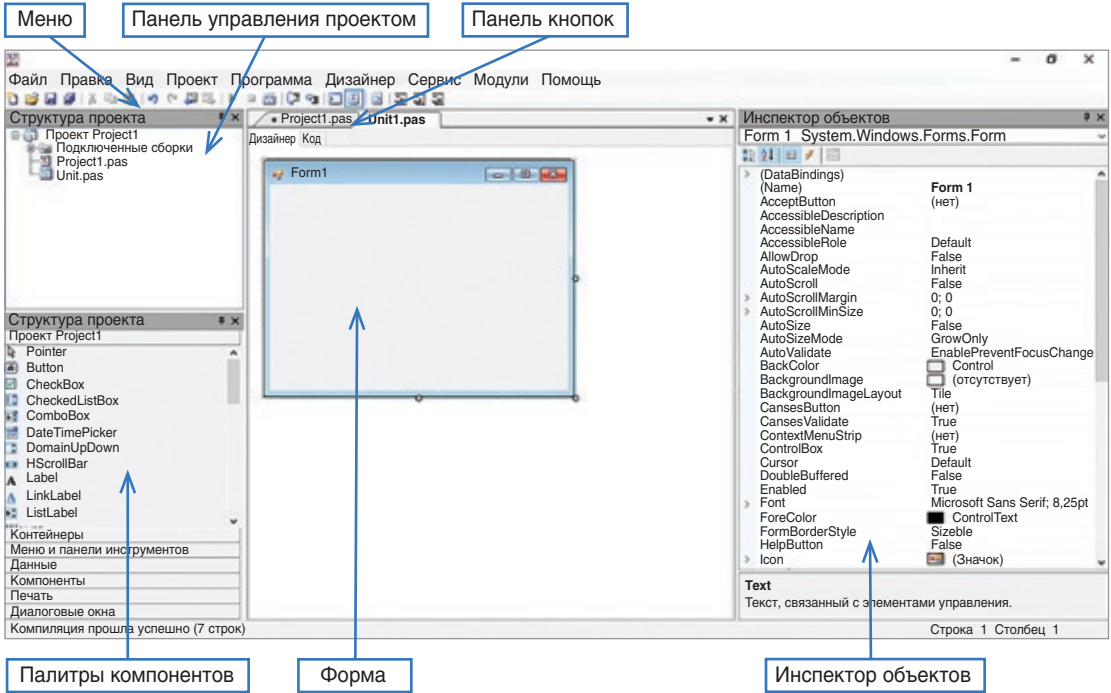 Меню
Панель управления проектом
Панель кнопок
Файл Правка Вид Проект Программа Дизайнер Сервис Модули Помощь
Структура проекта
Проект Project1
Подключенные сборки
Project1.pas
Unit.pas
Структура проекта
Проект Project1
Pointer
Button
CheckBox
CheckedListBox
ComboBox
DateTimePicker
DomainUpDown
HScrollBar
Label
LinkLabel
ListLabel
Контейнеры
Меню и панели инструментов
Данные
Компоненты
Печать
Диалоговые окна
Компиляция прошла успешно (7 строк)
• Project1.pas Unit1.pas
Дизайнер Код
Form1
Инспектор объектов
Form 1 System.Windows.Forms.Form
(DataBindings)
(Name) Form 1
AcceptButton (нет)
AccessibleDescription
AccessibleName
AccessibleRole Default
AllowDrop False
AutoScaleMode Inherit
AutoScroll False
AutoScrollMargin 0; 0
AutoScrollMinSize 0; 0
AutoSize False
AutoSizeMode GrowOnly
AutoValidate EnablePreventFocusChange
BackColor Control
BackgroundImage (отсутствует)
BackgroundImageLayout Tile
CansesButton (нет)
CansesValidate True
ContextMenuStrip (нет)
ControlBox True
Cursor Default
DoubleBuffered False
Enabled True
Font Microsoft Sans Serif; 8,25pt
ForeColor ControlText
FormBorderStyle Sizeble
HelpButton False
Icon (Значок)
Text
Текст, связанный с элементами управления.
Строка 1 Столбец 1
Палитры компонентов
Форма
Инспектор объектов